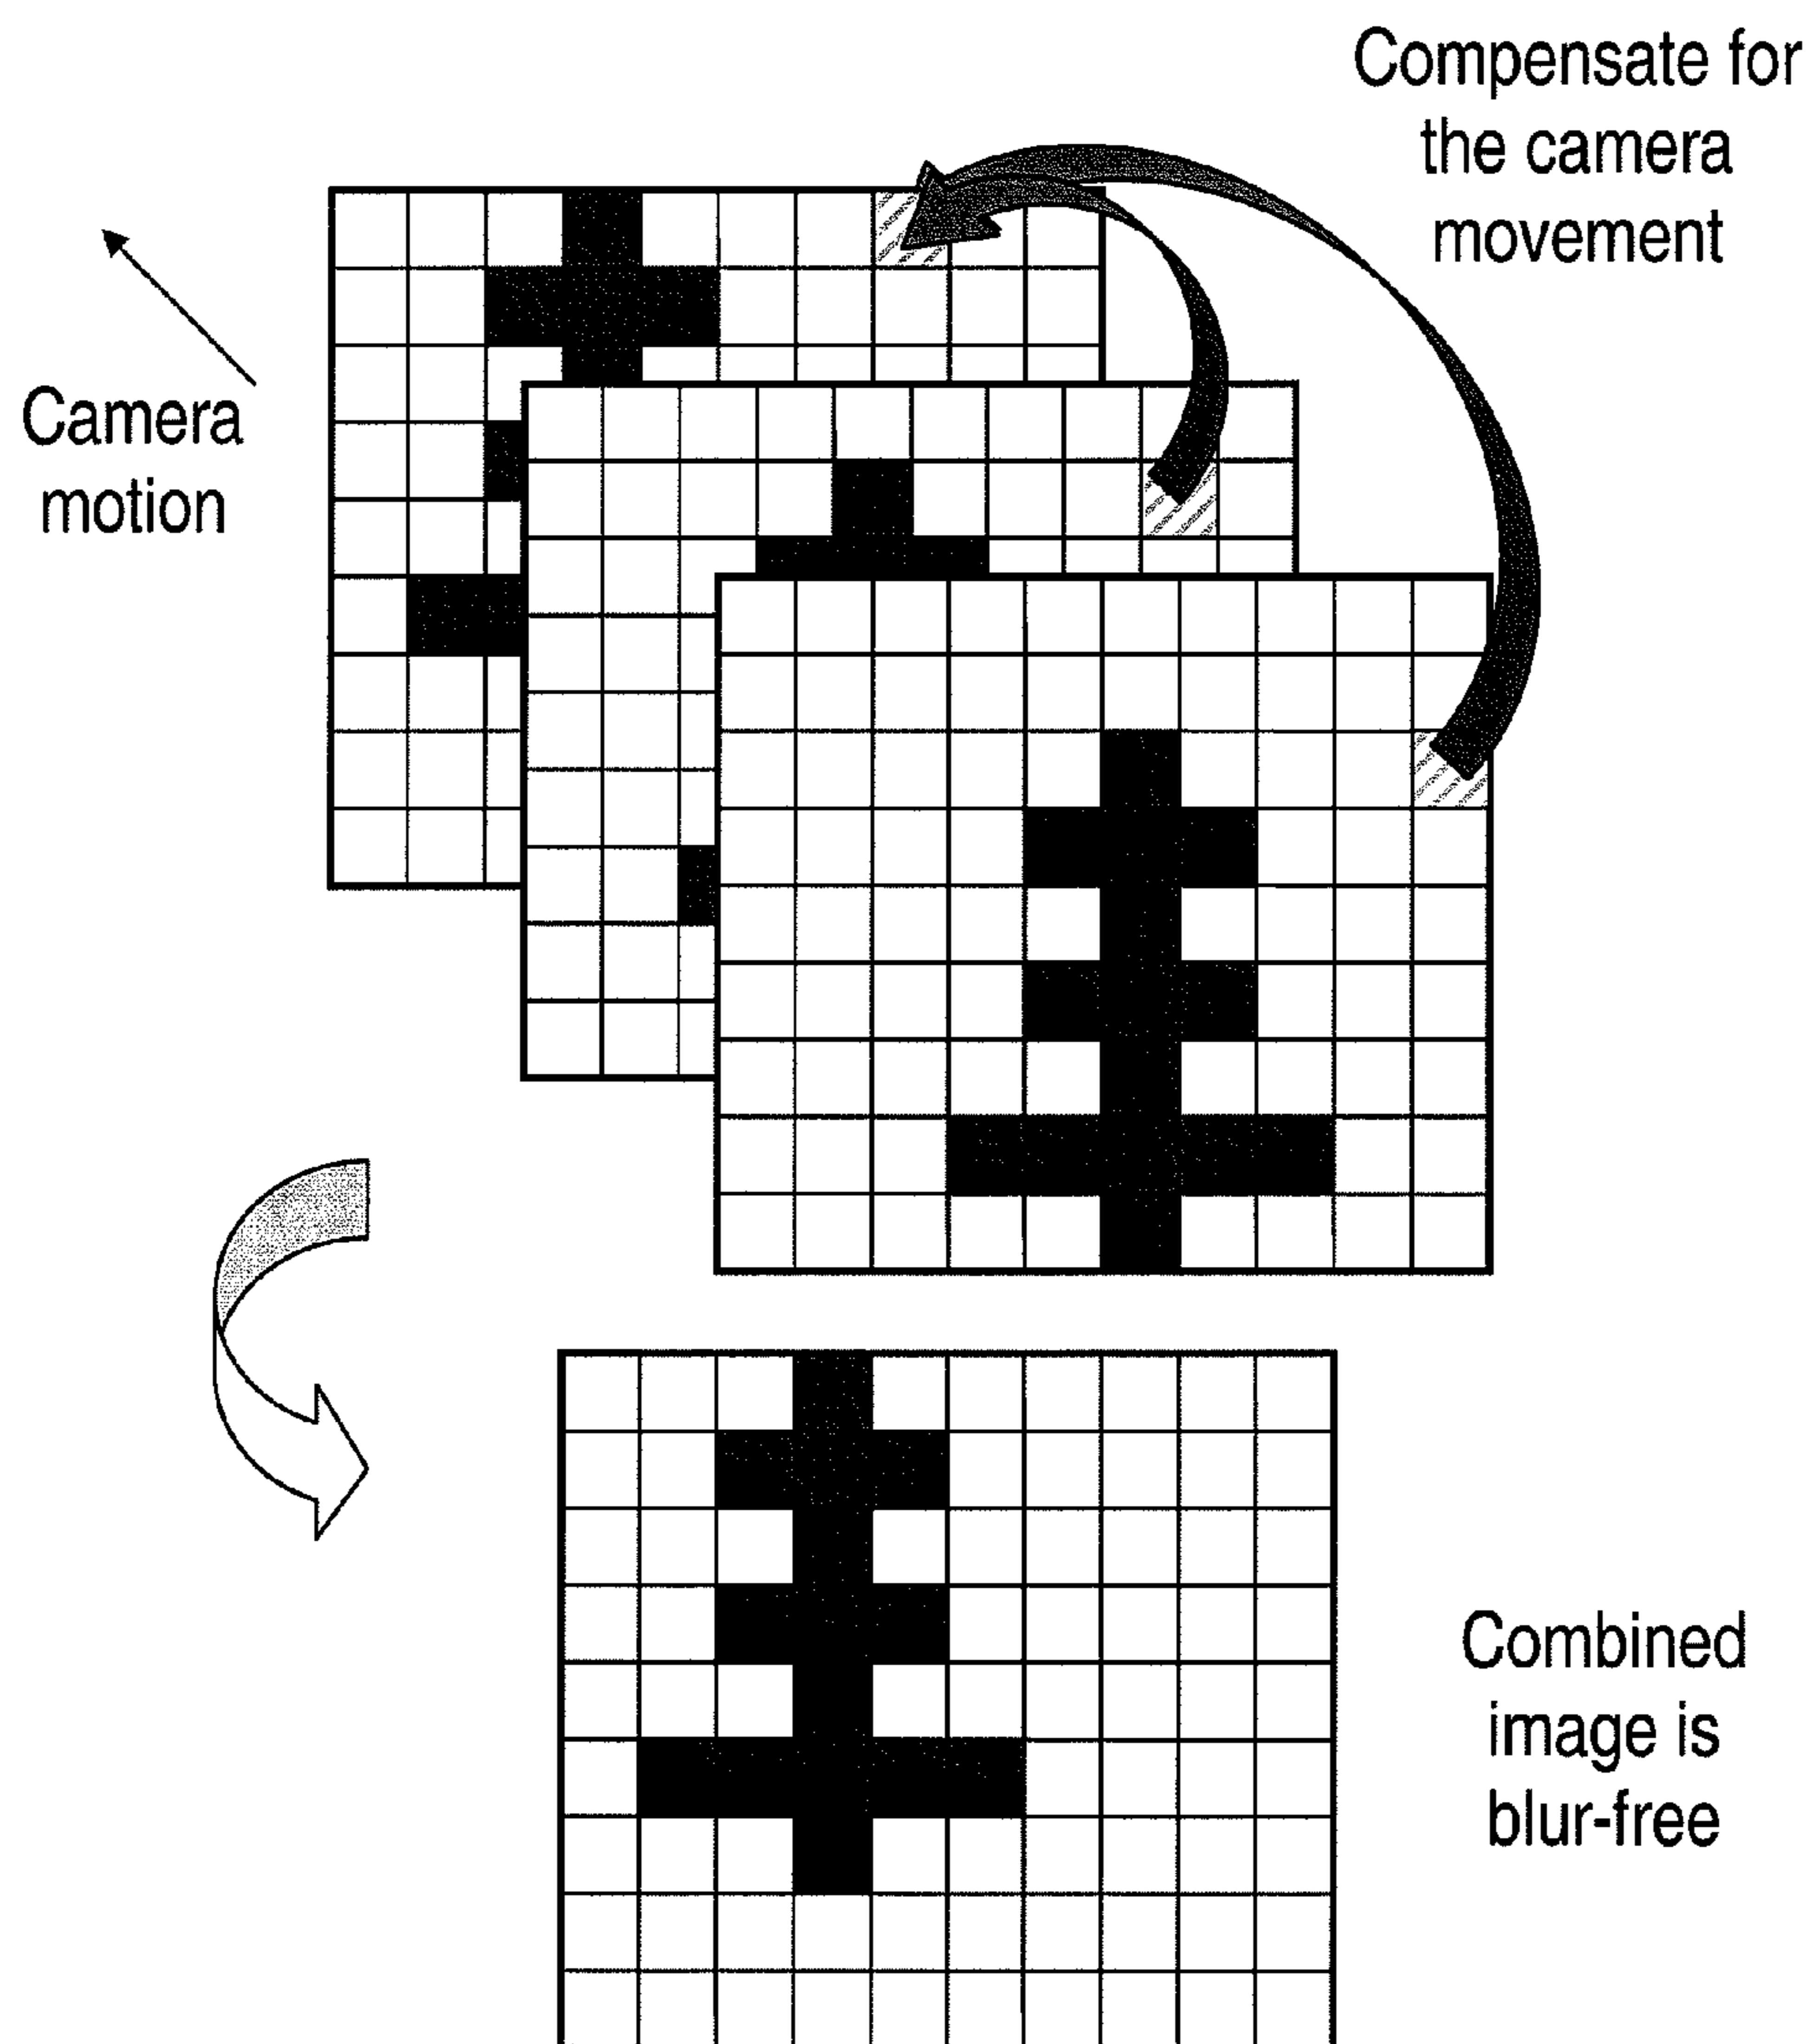 Compensate for
the camera
movement
Camera
motion
Combined
image is
blur-free